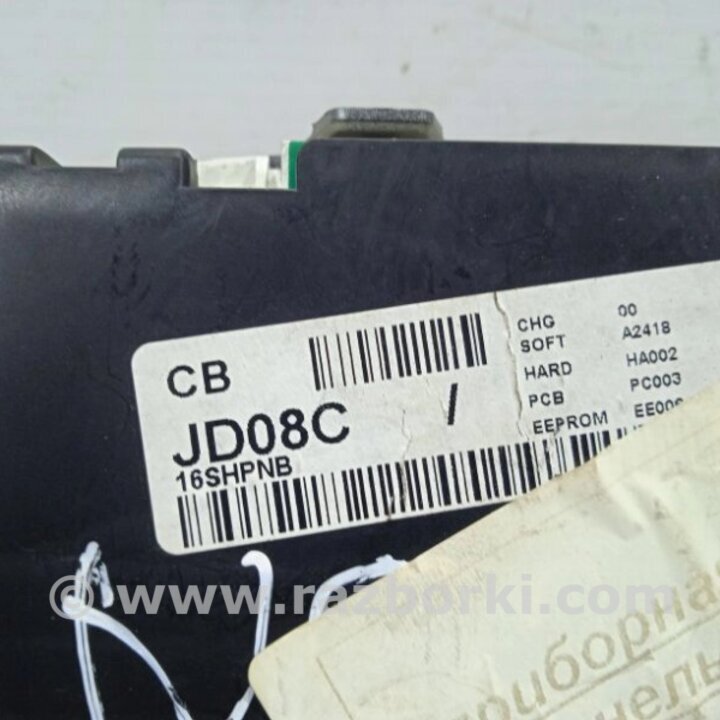 CB
JD08C /
16SHPNB
CHG 00
SOFT A2418
HARD HA002
PCB PC003
EEPROM
© www.razborki.com